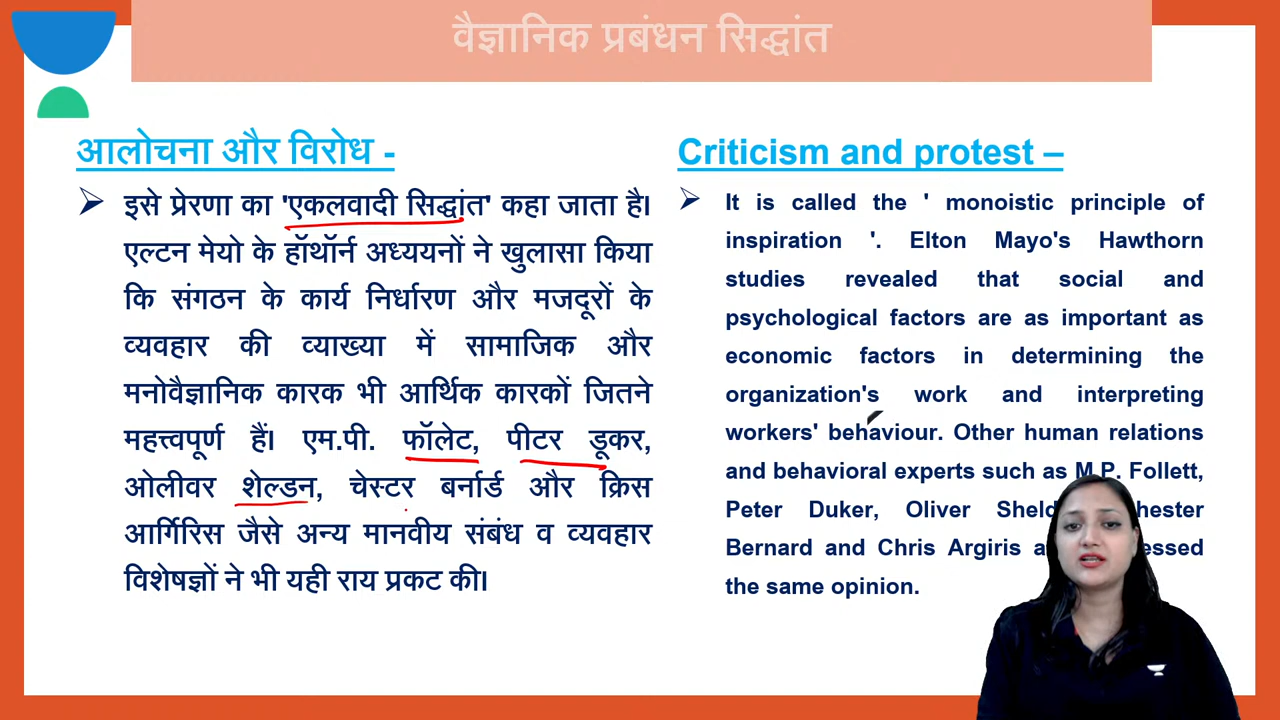 वैज्ञानिक प्रबंधन सिद्धांत
आलोचना और विरोध -
इसे प्रेरणा का 'एकलवादी सिद्धांत' कहा जाता है।
एल्टन मेयो के हॉथॉर्न अध्ययनों ने खुलासा किया
कि संगठन के कार्य निर्धारण और मजदूरों के
व्यवहार की व्याख्या में सामाजिक और
मनोवैज्ञानिक कारक भी आर्थिक कारकों जितने
महत्त्वपूर्ण हैं। एम.पी. फॉलेट, पीटर डूकर,
ओलीवर शेल्डन, चेस्टर बर्नार्ड और क्रिस
आर्गिरिस जैसे अन्य मानवीय संबंध व व्यवहार
विशेषज्ञों ने भी यही राय प्रकट की।
Criticism and protest –
It is called the ' monoistic principle of
inspiration '. Elton Mayo's Hawthorn
studies revealed that social and
psychological factors are as important as
economic factors in determining the
organization's work and interpreting
workers' behaviour. Other human relations
and behavioral experts such as M.P. Follett,
Peter Duker, Oliver
Bernard and Chris Argiris
the same opinion.